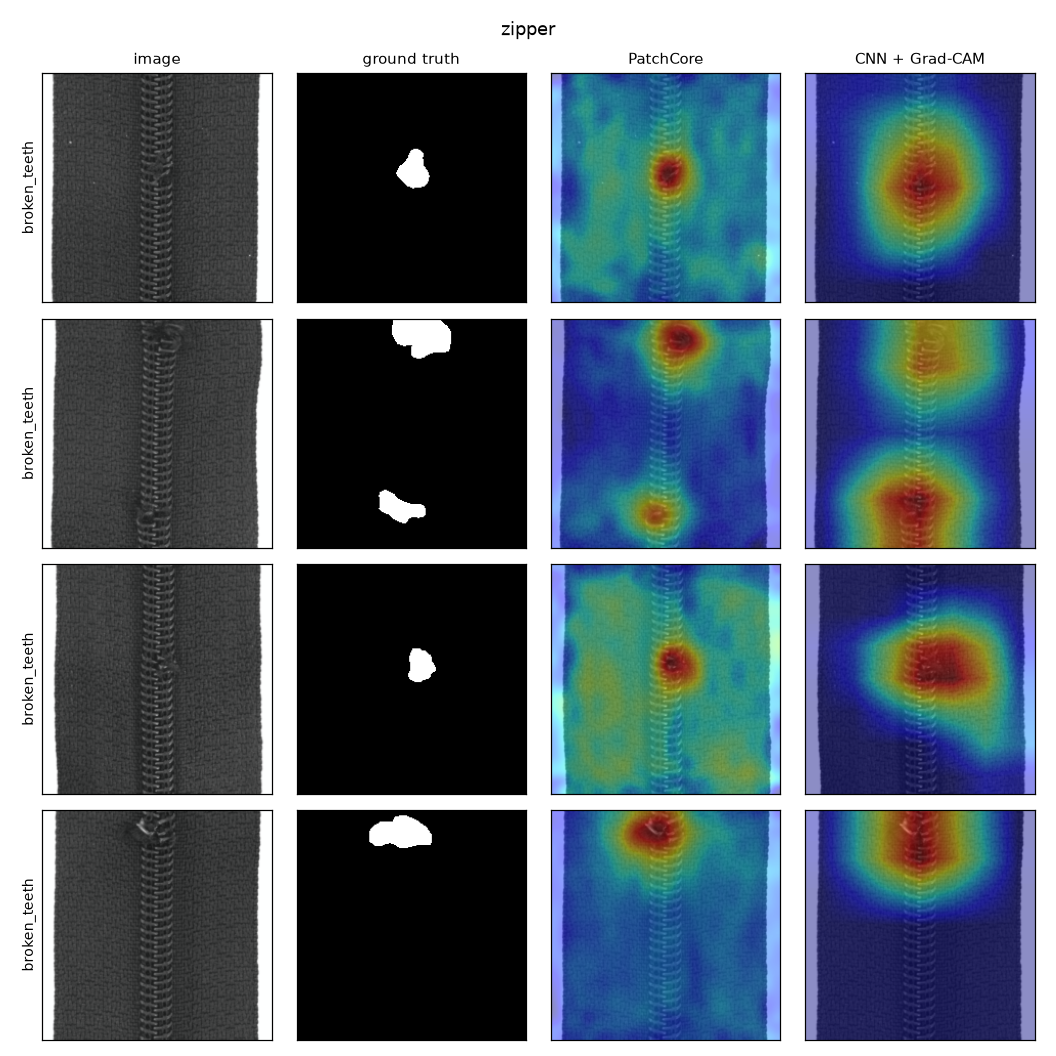 zipper
image ground truth PatchCore CNN + Grad-CAM
broken_teeth
broken_teeth
broken_teeth
broken_teeth